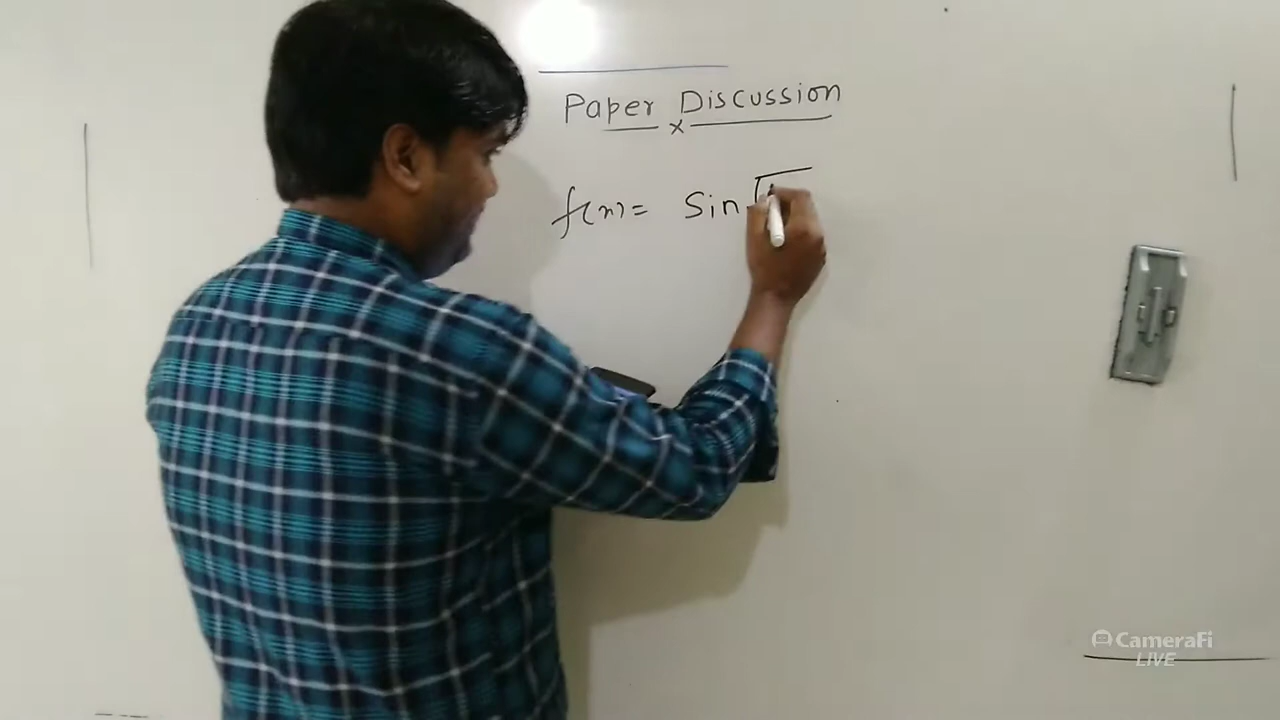 Paper Discussion
x
f(x) = Sin √
CameraFi
LIVE